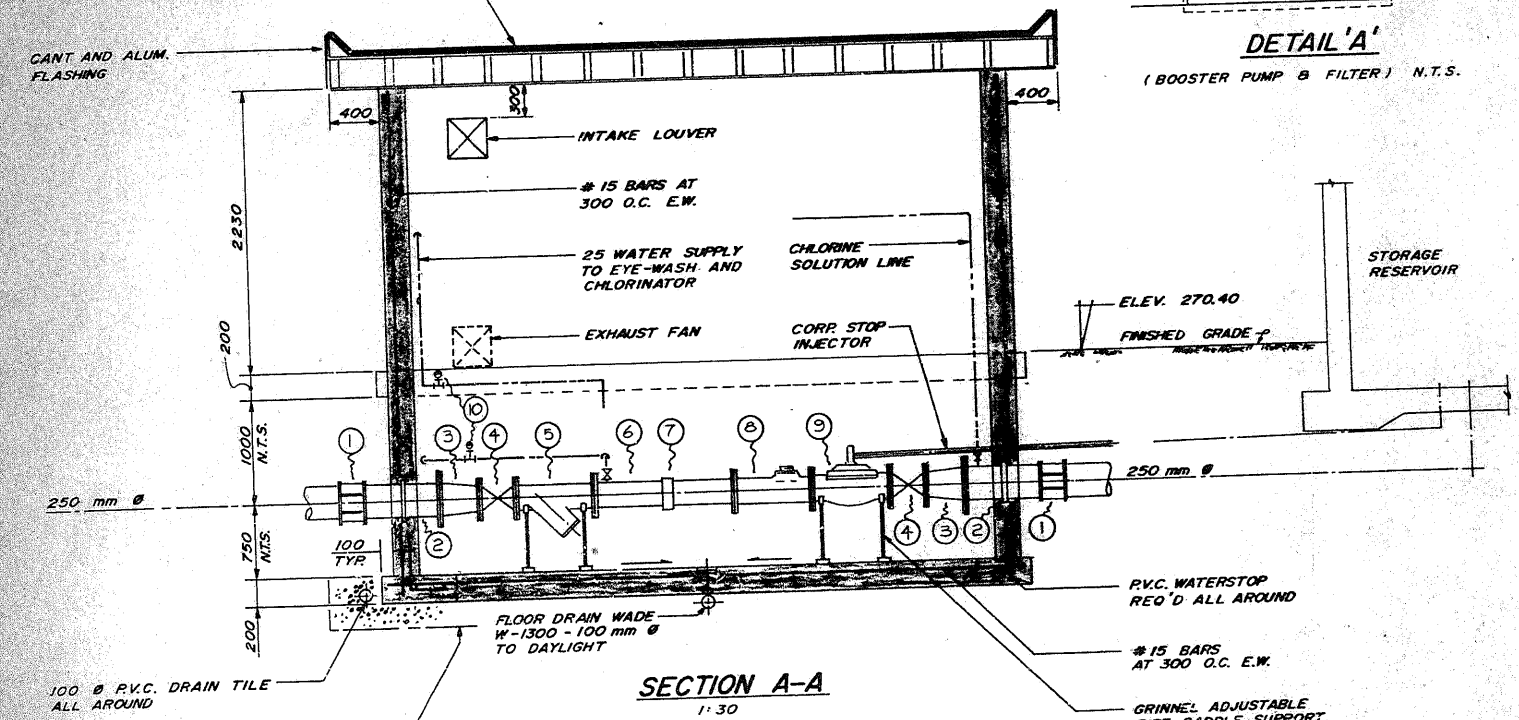 CANT AND ALUM.
FLASHING
DETAIL 'A'
( BOOSTER PUMP & FILTER ) N.T.S.
400
300
400
INTAKE LOUVER
# 15 BARS AT
300 O.C. E.W.
2230
25 WATER SUPPLY
TO EYE-WASH AND
CHLORINATOR
CHLORINE
SOLUTION LINE
STORAGE
RESERVOIR
ELEV. 270.40
EXHAUST FAN
CORP. STOP
INJECTOR
FINISHED GRADE
200
10
1000
N.T.S.
1
3
4
5
6
7
8
9
250 mm Ø
250 mm Ø
2
4
3
2
1
750
N.T.S.
100
TYP.
P.V.C. WATERSTOP
REQ'D ALL AROUND
FLOOR DRAIN WADE
W-1300-100 mm Ø
TO DAYLIGHT
200
# 15 BARS
AT 300 O.C. E.W.
100 Ø P.V.C. DRAIN TILE
ALL AROUND
SECTION A-A
1:30
GRINNEL ADJUSTABLE
SADDLE SUPPORT